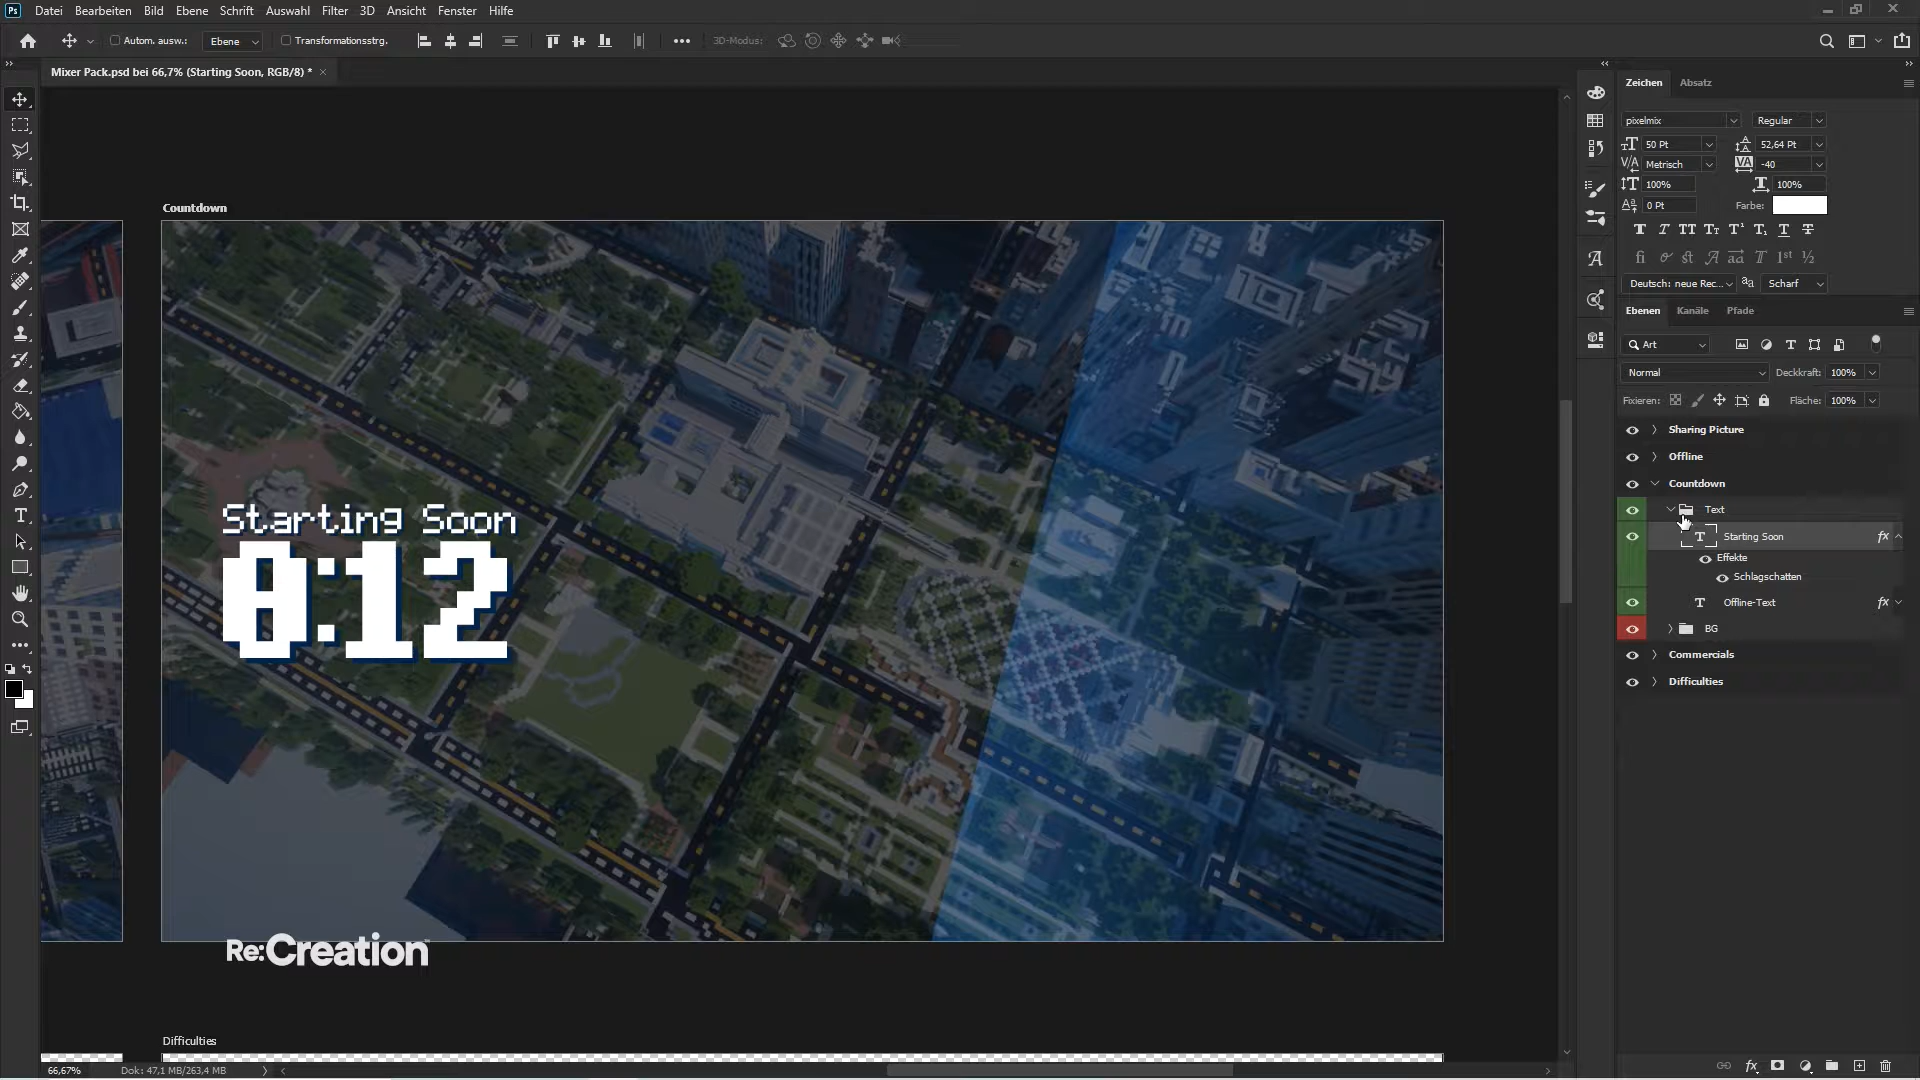 Ps Datei Bearbeiten Bild Ebene Schrift Auswahl Filter 3D Ansicht Fenster Hilfe
Autom. ausw.: Ebene Transformationsstrg. 3D-Modus:
Mixer Pack.psd bei 66,7% (Starting Soon, RGB/8) *
Zeichen Absatz
pixelmix Regular
50 Pt 52,64 Pt
Metrisch -40
100% 100%
0 Pt Farbe:
Deutsch: neue Rec... Scharf
Ebenen Kanäle Pfade
Art
Normal Deckkraft: 100%
Fixieren: Fläche: 100%
Sharing Picture
Offline
Countdown
Text
Starting Soon fx
Effekte
Schlagschatten
Offline-Text fx
BG
Commercials
Difficulties
Countdown
Starting Soon
0:12
Re:Creation
Difficulties
66,67% Dok: 47,1 MB/263,4 MB